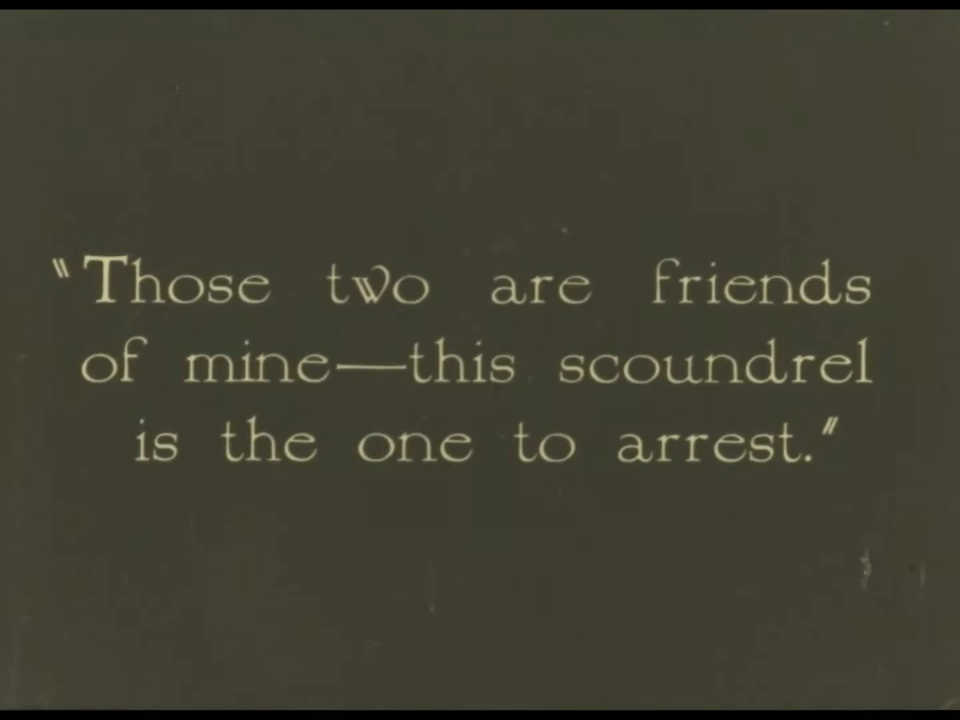 "Those two are friends
of mine—this scoundrel
is the one to arrest."